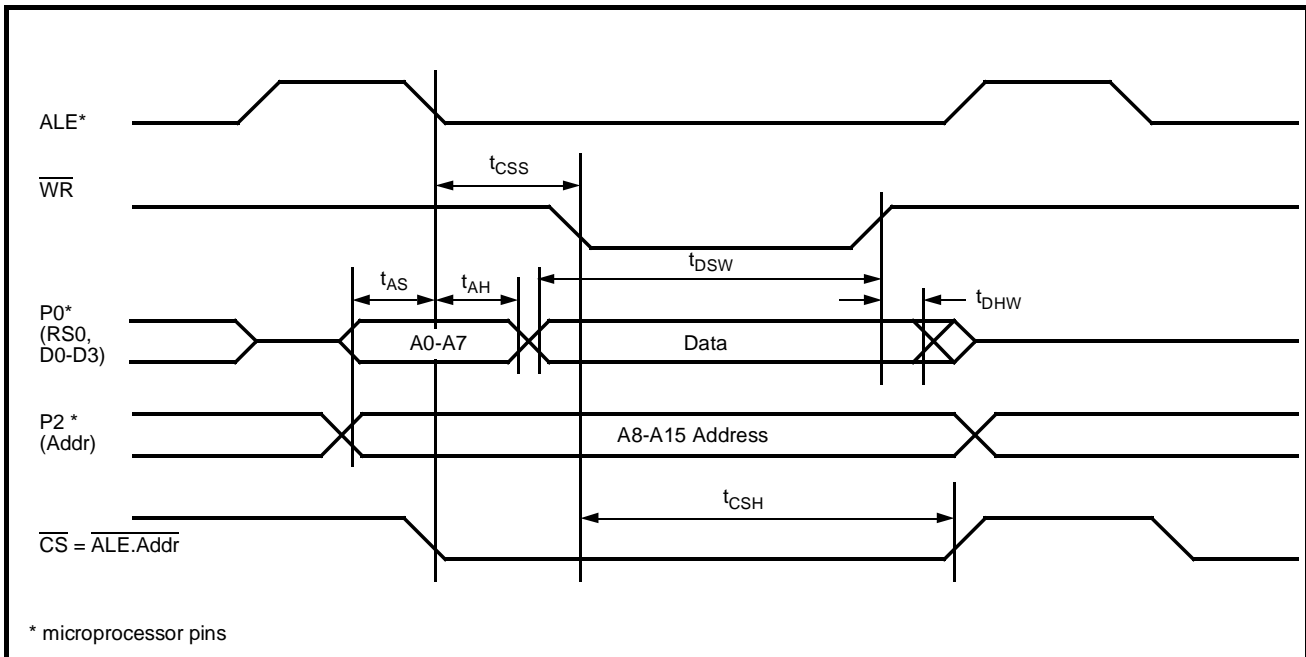 ALE*
tCSS
WR
tDSW
tAS
tAH
tDHW
P0*
(RS0,
D0-D3)
A0-A7
Data
P2 *
(Addr)
A8-A15 Address
tCSH
CS = ALE.Addr
* microprocessor pins